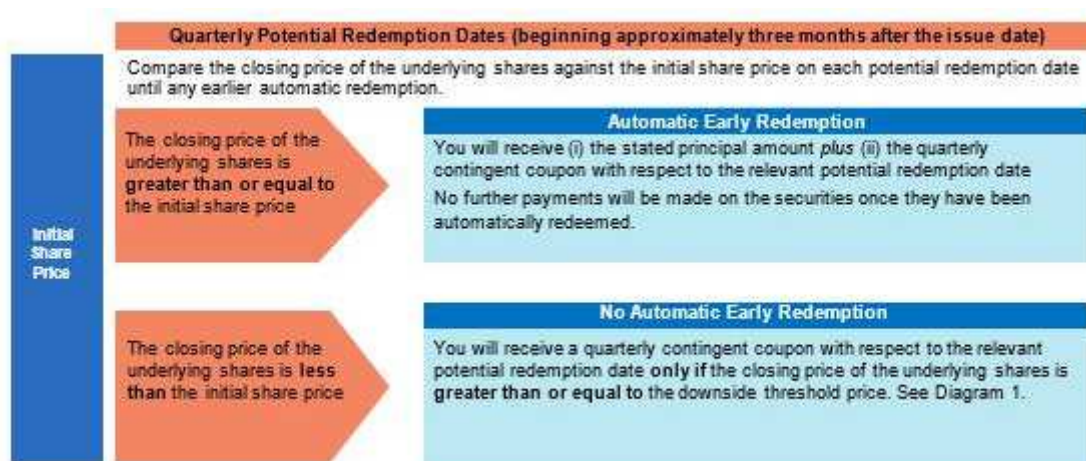 Quarterly Potential Redemption Dates (beginning approximately three months after the issue date)
Compare the closing price of the underlying shares against the initial share price on each potential redemption date
until any earlier automatic redemption.
Initial
Share
Price
The closing price of the
underlying shares is
greater than or equal to
the initial share price
Automatic Early Redemption
You will receive (i) the stated principal amount plus (ii) the quarterly
contingent coupon with respect to the relevant potential redemption date
No further payments will be made on the securities once they have been
automatically redeemed.
The closing price of the
underlying shares is less
than the initial share price
No Automatic Early Redemption
You will receive a quarterly contingent coupon with respect to the relevant
potential redemption date only if the closing price of the underlying shares is
greater than or equal to the downside threshold price. See Diagram 1.